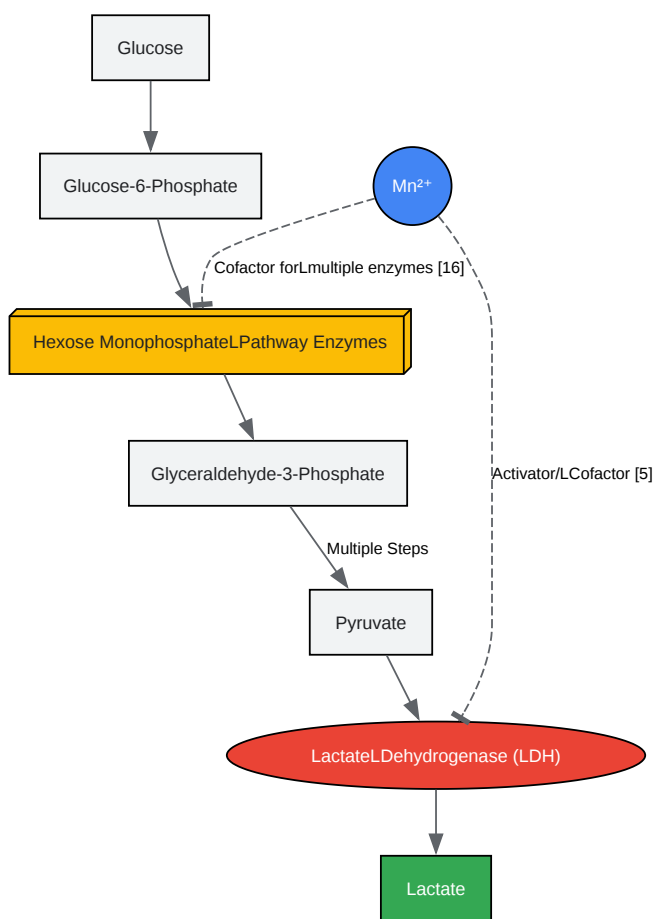 Glucose
Glucose-6-Phosphate
Mn²⁺
Cofactor forLmultiple enzymes [16]
Hexose MonophosphateLPathway Enzymes
Glyceraldehyde-3-Phosphate
Activator/LCofactor [5]
Multiple Steps
Pyruvate
LactateLDehydrogenase (LDH)
Lactate